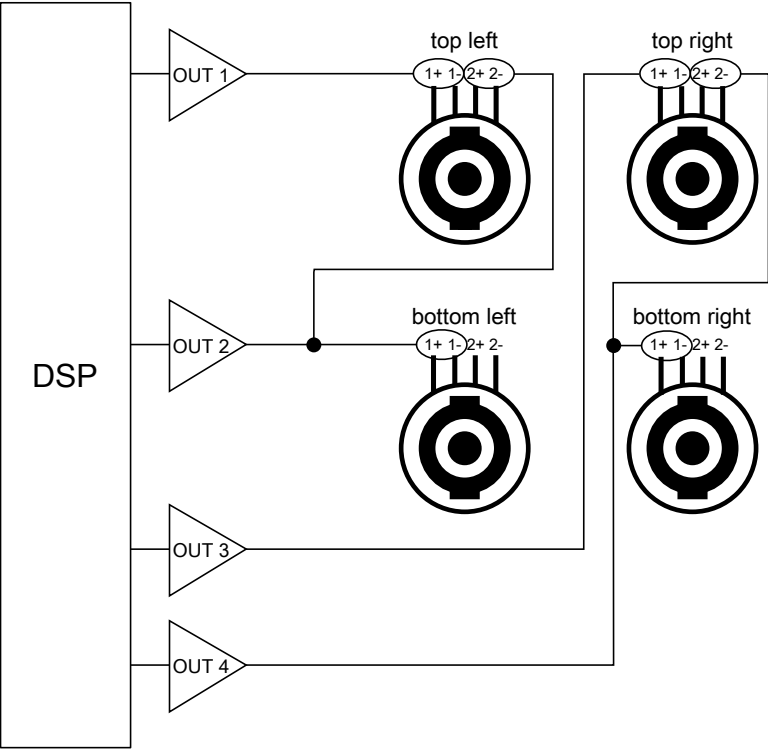 top left
top right
OUT 1
1+ 1- 2+ 2-
1+ 1- 2+ 2-
bottom left
bottom right
OUT 2
1+ 1- 2+ 2-
1+ 1- 2+ 2-
DSP
OUT 3
OUT 4